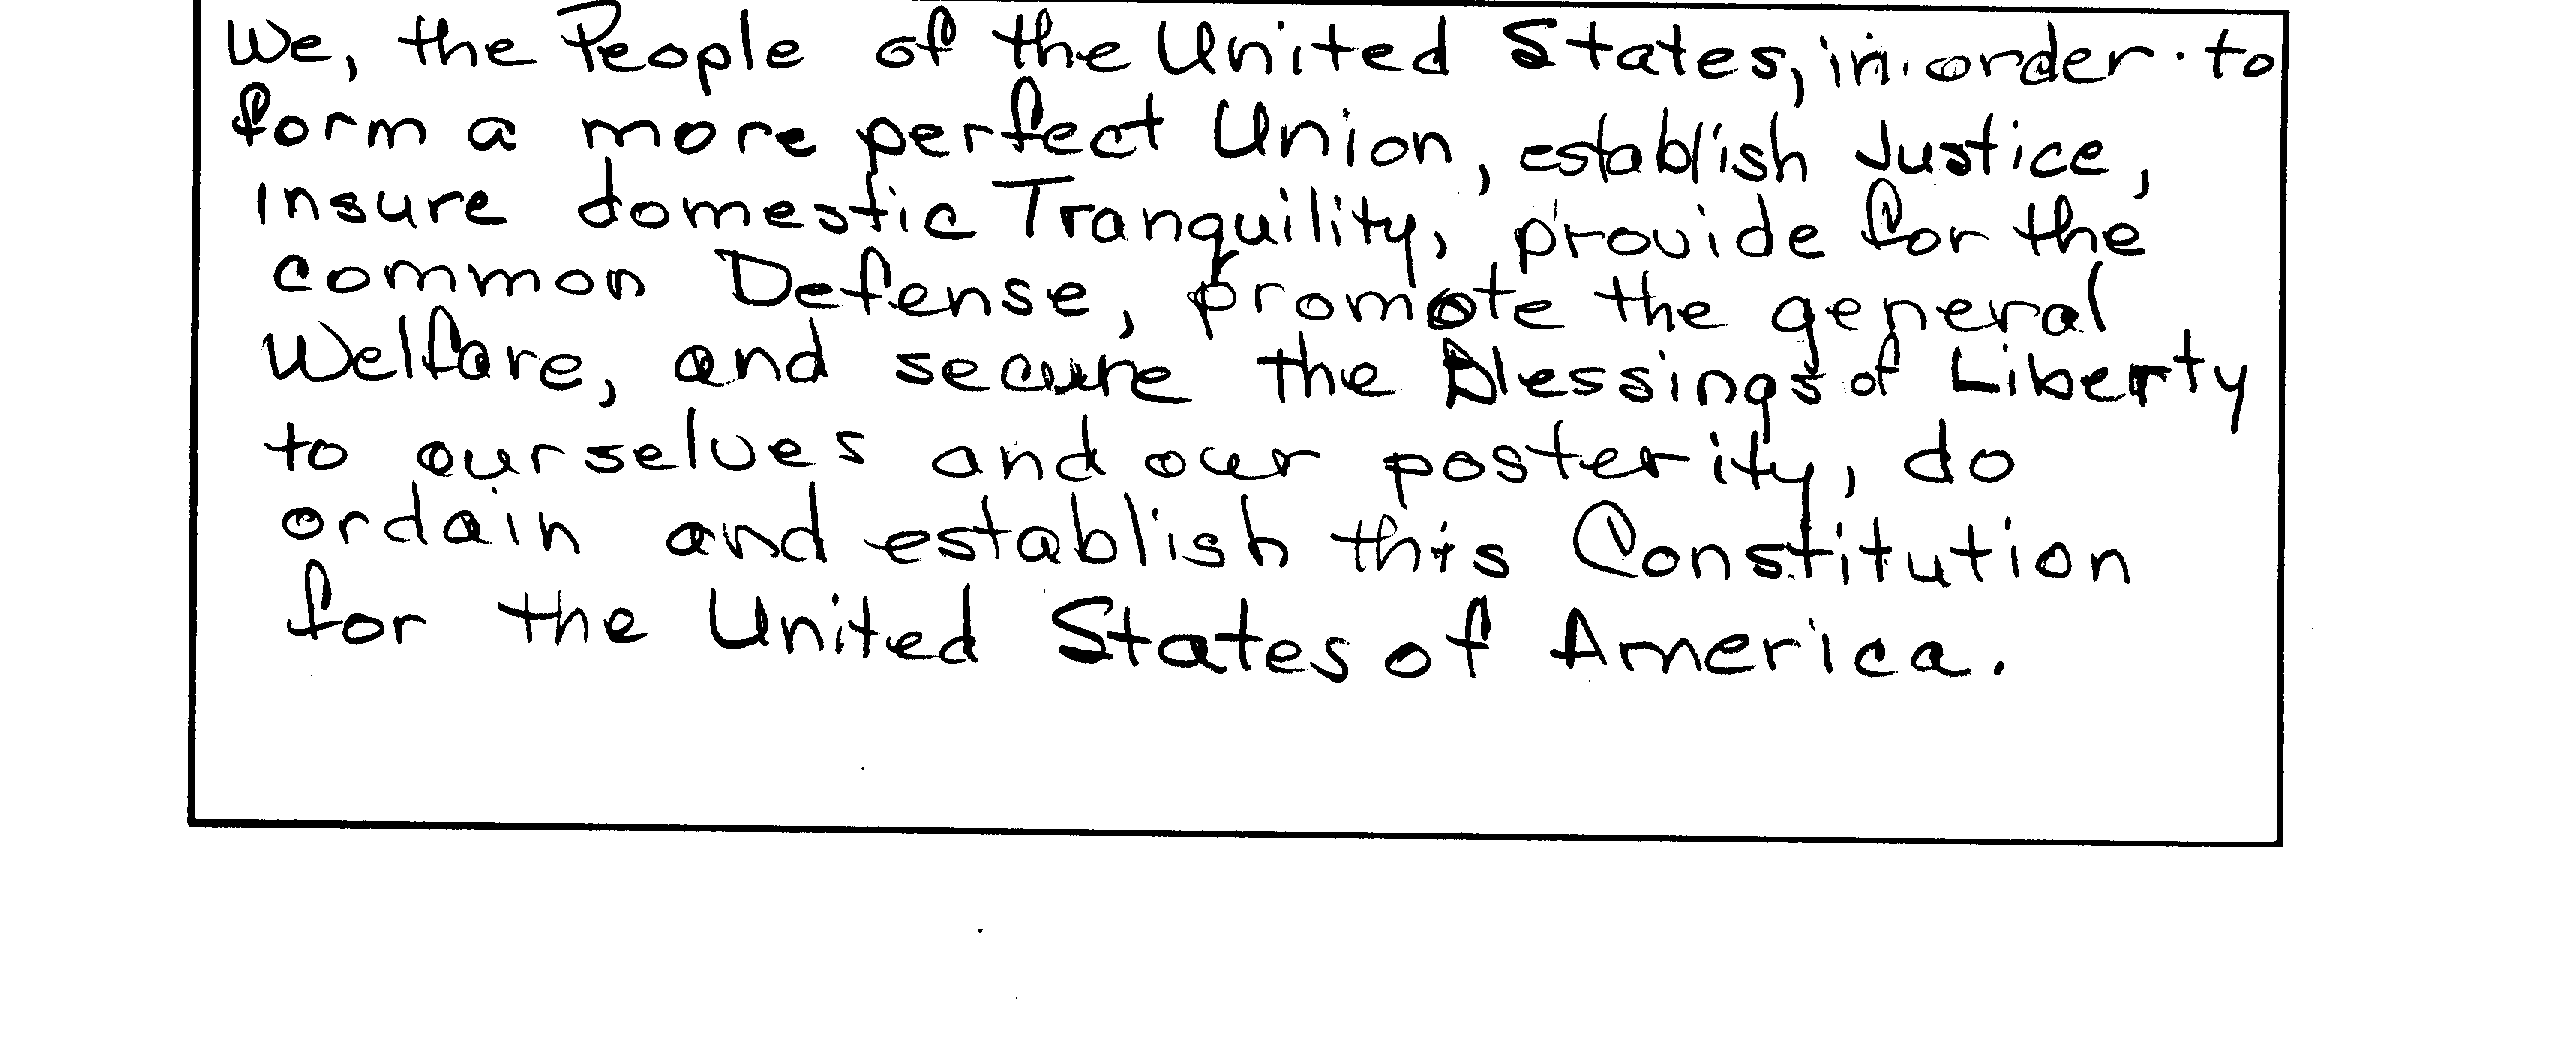 We, the People of the United States, in order to
form a more perfect Union, establish Justice,
insure domestic Tranquility, provide for the
common Defense, promote the general
Welfare, and secure the Blessings of Liberty
to ourselves and our posterity, do
ordain and establish this Constitution
for the United States of America.